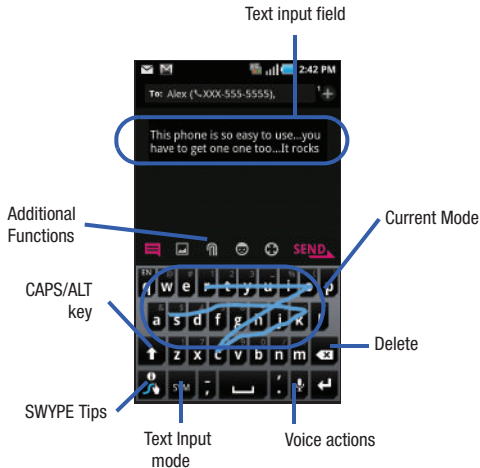 Text input field
2:42 PM
To: Alex (XXX-555-5555),
1
This phone is so easy to use...you
have to get one one too...It rocks
Additional
Functions
Current Mode
SEND
EN
q w e r t y u i o p
CAPS/ALT
key
a s d f g h j k l
z x c v b n m
Delete
SYM ; : . '
SWYPE Tips
Text Input
mode
Voice actions